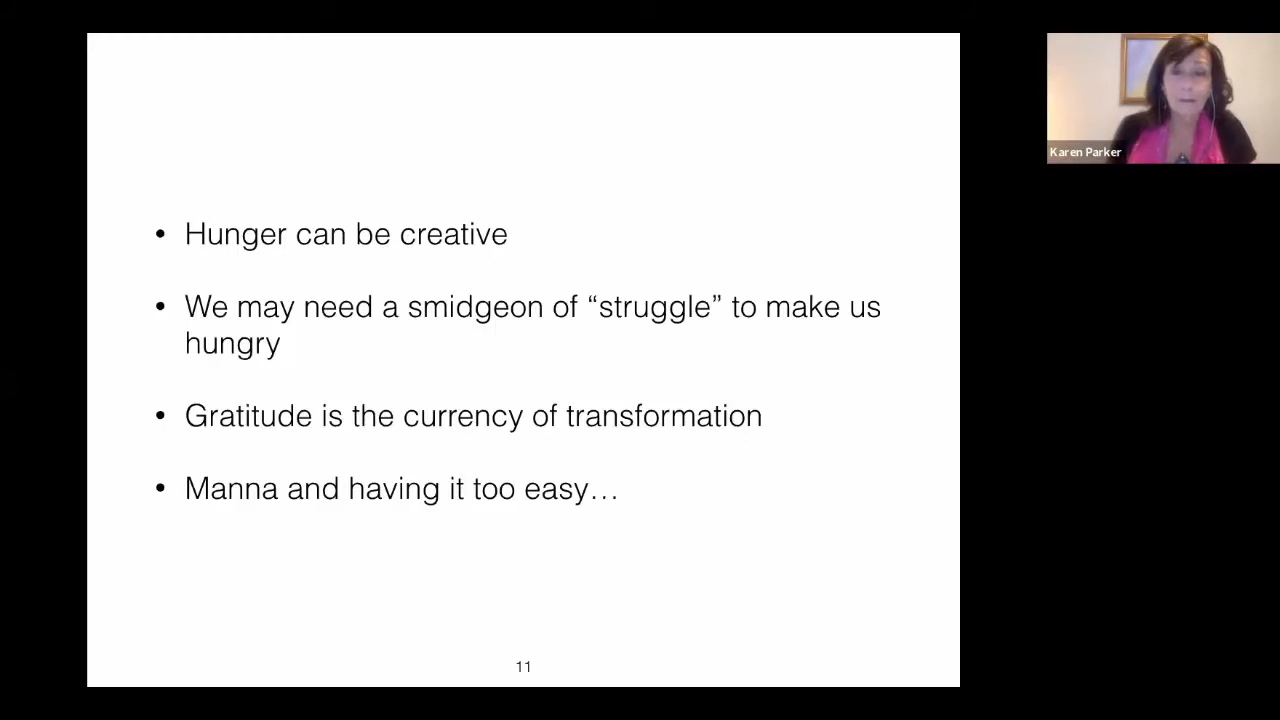 • Hunger can be creative
• We may need a smidgeon of “struggle” to make us
hungry
• Gratitude is the currency of transformation
• Manna and having it too easy…
11
Karen Parker